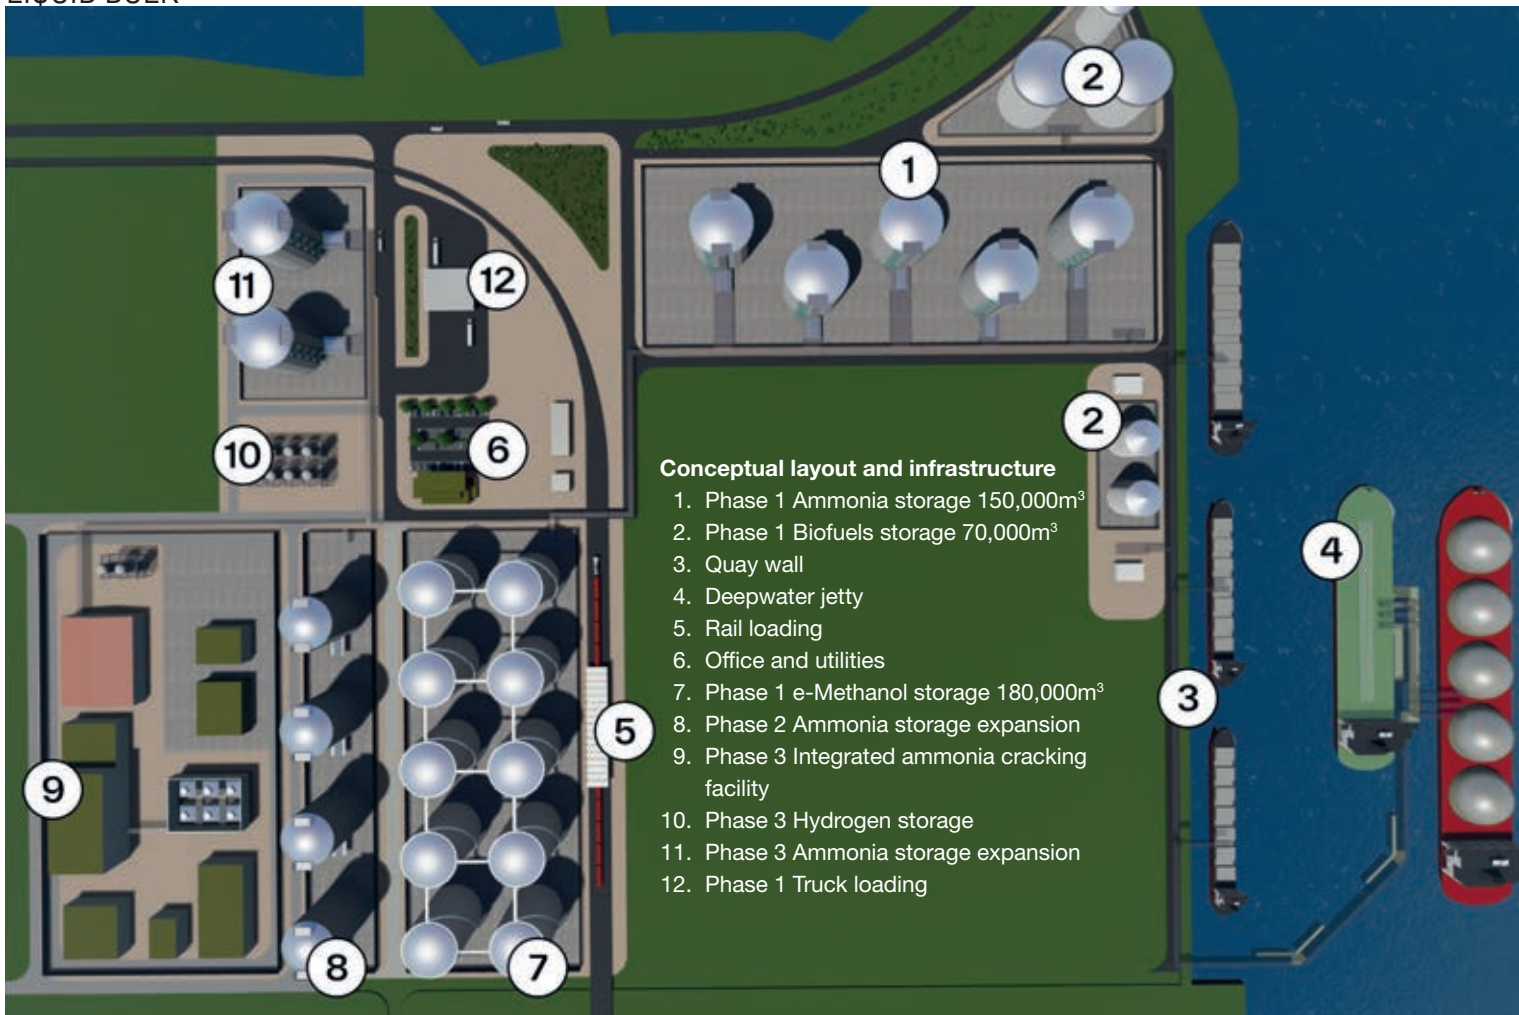 LIQUID BULK
2
1
11
12
10
6
2
4
3
5
9
8
7
Conceptual layout and infrastructure
1. Phase 1 Ammonia storage 150,000m³
2. Phase 1 Biofuels storage 70,000m³
3. Quay wall
4. Deepwater jetty
5. Rail loading
6. Office and utilities
7. Phase 1 e-Methanol storage 180,000m³
8. Phase 2 Ammonia storage expansion
9. Phase 3 Integrated ammonia cracking
facility
10. Phase 3 Hydrogen storage
11. Phase 3 Ammonia storage expansion
12. Phase 1 Truck loading